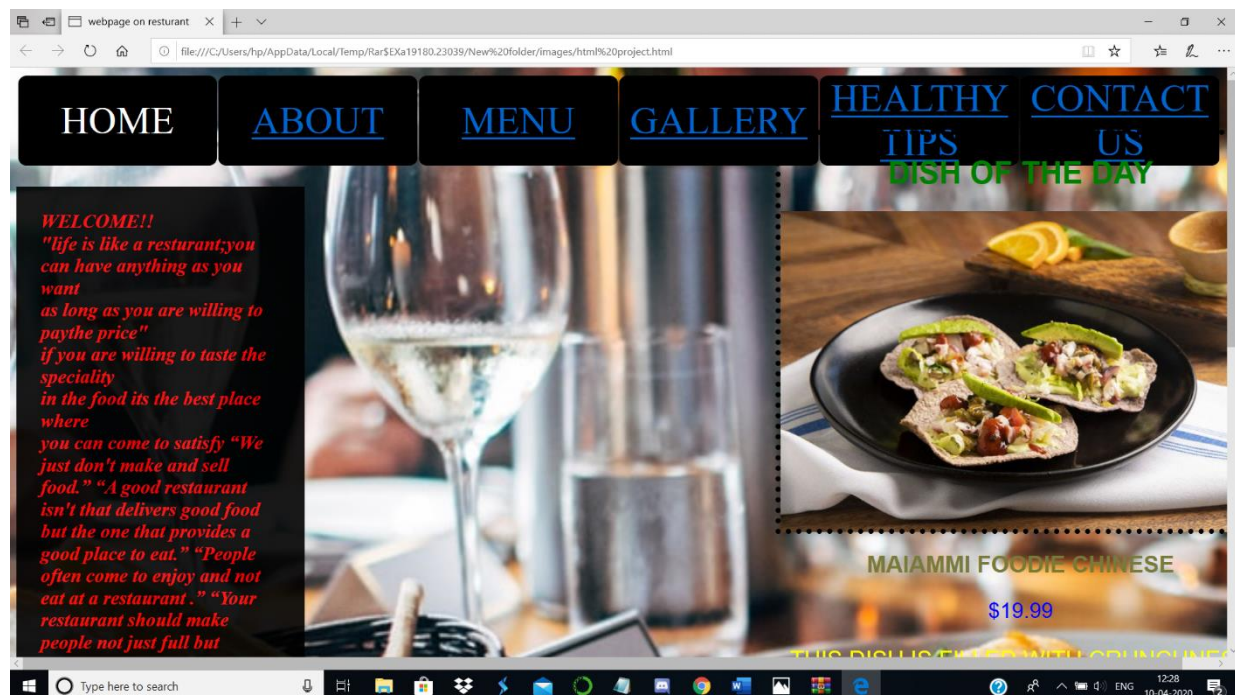 webpage on resturant
file:///C:/Users/hp/AppData/Local/Temp/Rar$EXa19180.23039/New%20folder/images/html%20project.html
HOME
ABOUT
MENU
GALLERY
HEALTHY
TIPS
CONTACT
US
DISH OF THE DAY
WELCOME!!
"life is like a resturant;you
can have anything as you
want
as long as you are willing to
paythe price"
if you are willing to taste the
speciality
in the food its the best place
where
you can come to satisfy “We
just don't make and sell
food.” “A good restaurant
isn't that delivers good food
but the one that provides a
good place to eat.” “People
often come to enjoy and not
eat at a restaurant .” “Your
restaurant should make
people not just full but
MAIAMMI FOODIE CHINESE
$19.99
THIS DISH IS FILLED WITH CRUNCHNES
Type here to search
ENG
12:28
10-04-2020